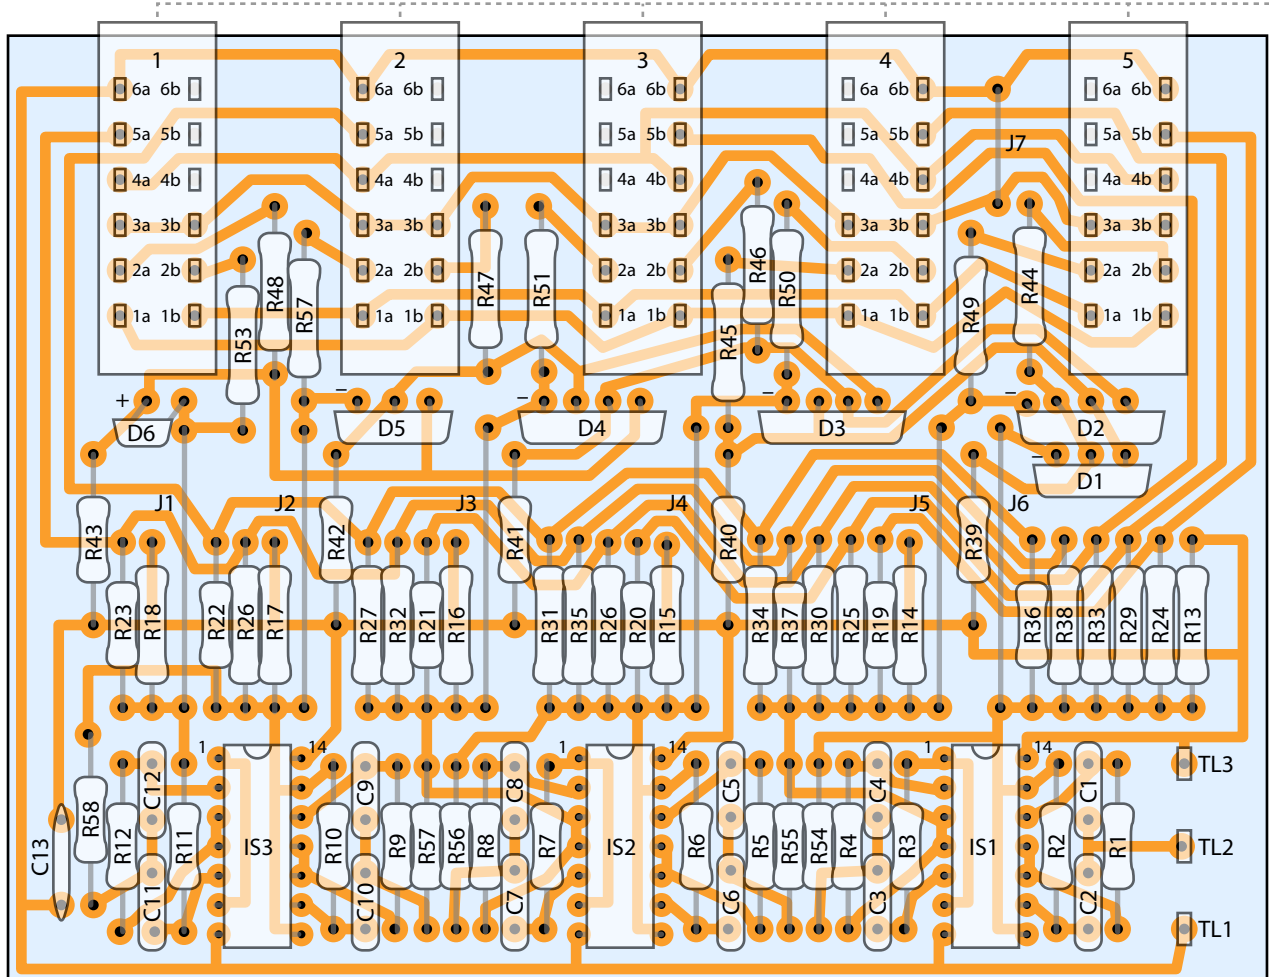 1 2 3 4 5
6a 6b 6a 6b 6a 6b 6a 6b 6a 6b
5a 5b 5a 5b 5a 5b 5a 5b 5a 5b
J7
4a 4b 4a 4b 4a 4b 4a 4b 4a 4b
3a 3b 3a 3b 3a 3b 3a 3b 3a 3b
2a 2b 2a 2b 2a 2b 2a 2b 2a 2b
1a 1b 1a 1b 1a 1b 1a 1b 1a 1b
R53 R48 R57 R47 R51 R45 R46 R50 R49 R44
+ – – – –
D6 D5 D4 D3 D2
–
D1
J1 J2 J3 J4 J5 J6
R43 R42 R41 R40 R39
R23 R18 R22 R26 R17 R27 R32 R21 R16 R31 R35 R26 R20 R15 R34 R37 R30 R25 R19 R14 R36 R38 R33 R29 R24 R13
1 14 1 14 1 14
TL3
C12 C9 C8 C5 C4 C1
C13 R58 R12 R11 IS3 R10 R9 R57 R56 R8 R7 IS2 R6 R5 R55 R54 R4 R3 IS1 R2 R1 TL2
C11 C10 C7 C6 C3 C2
TL1